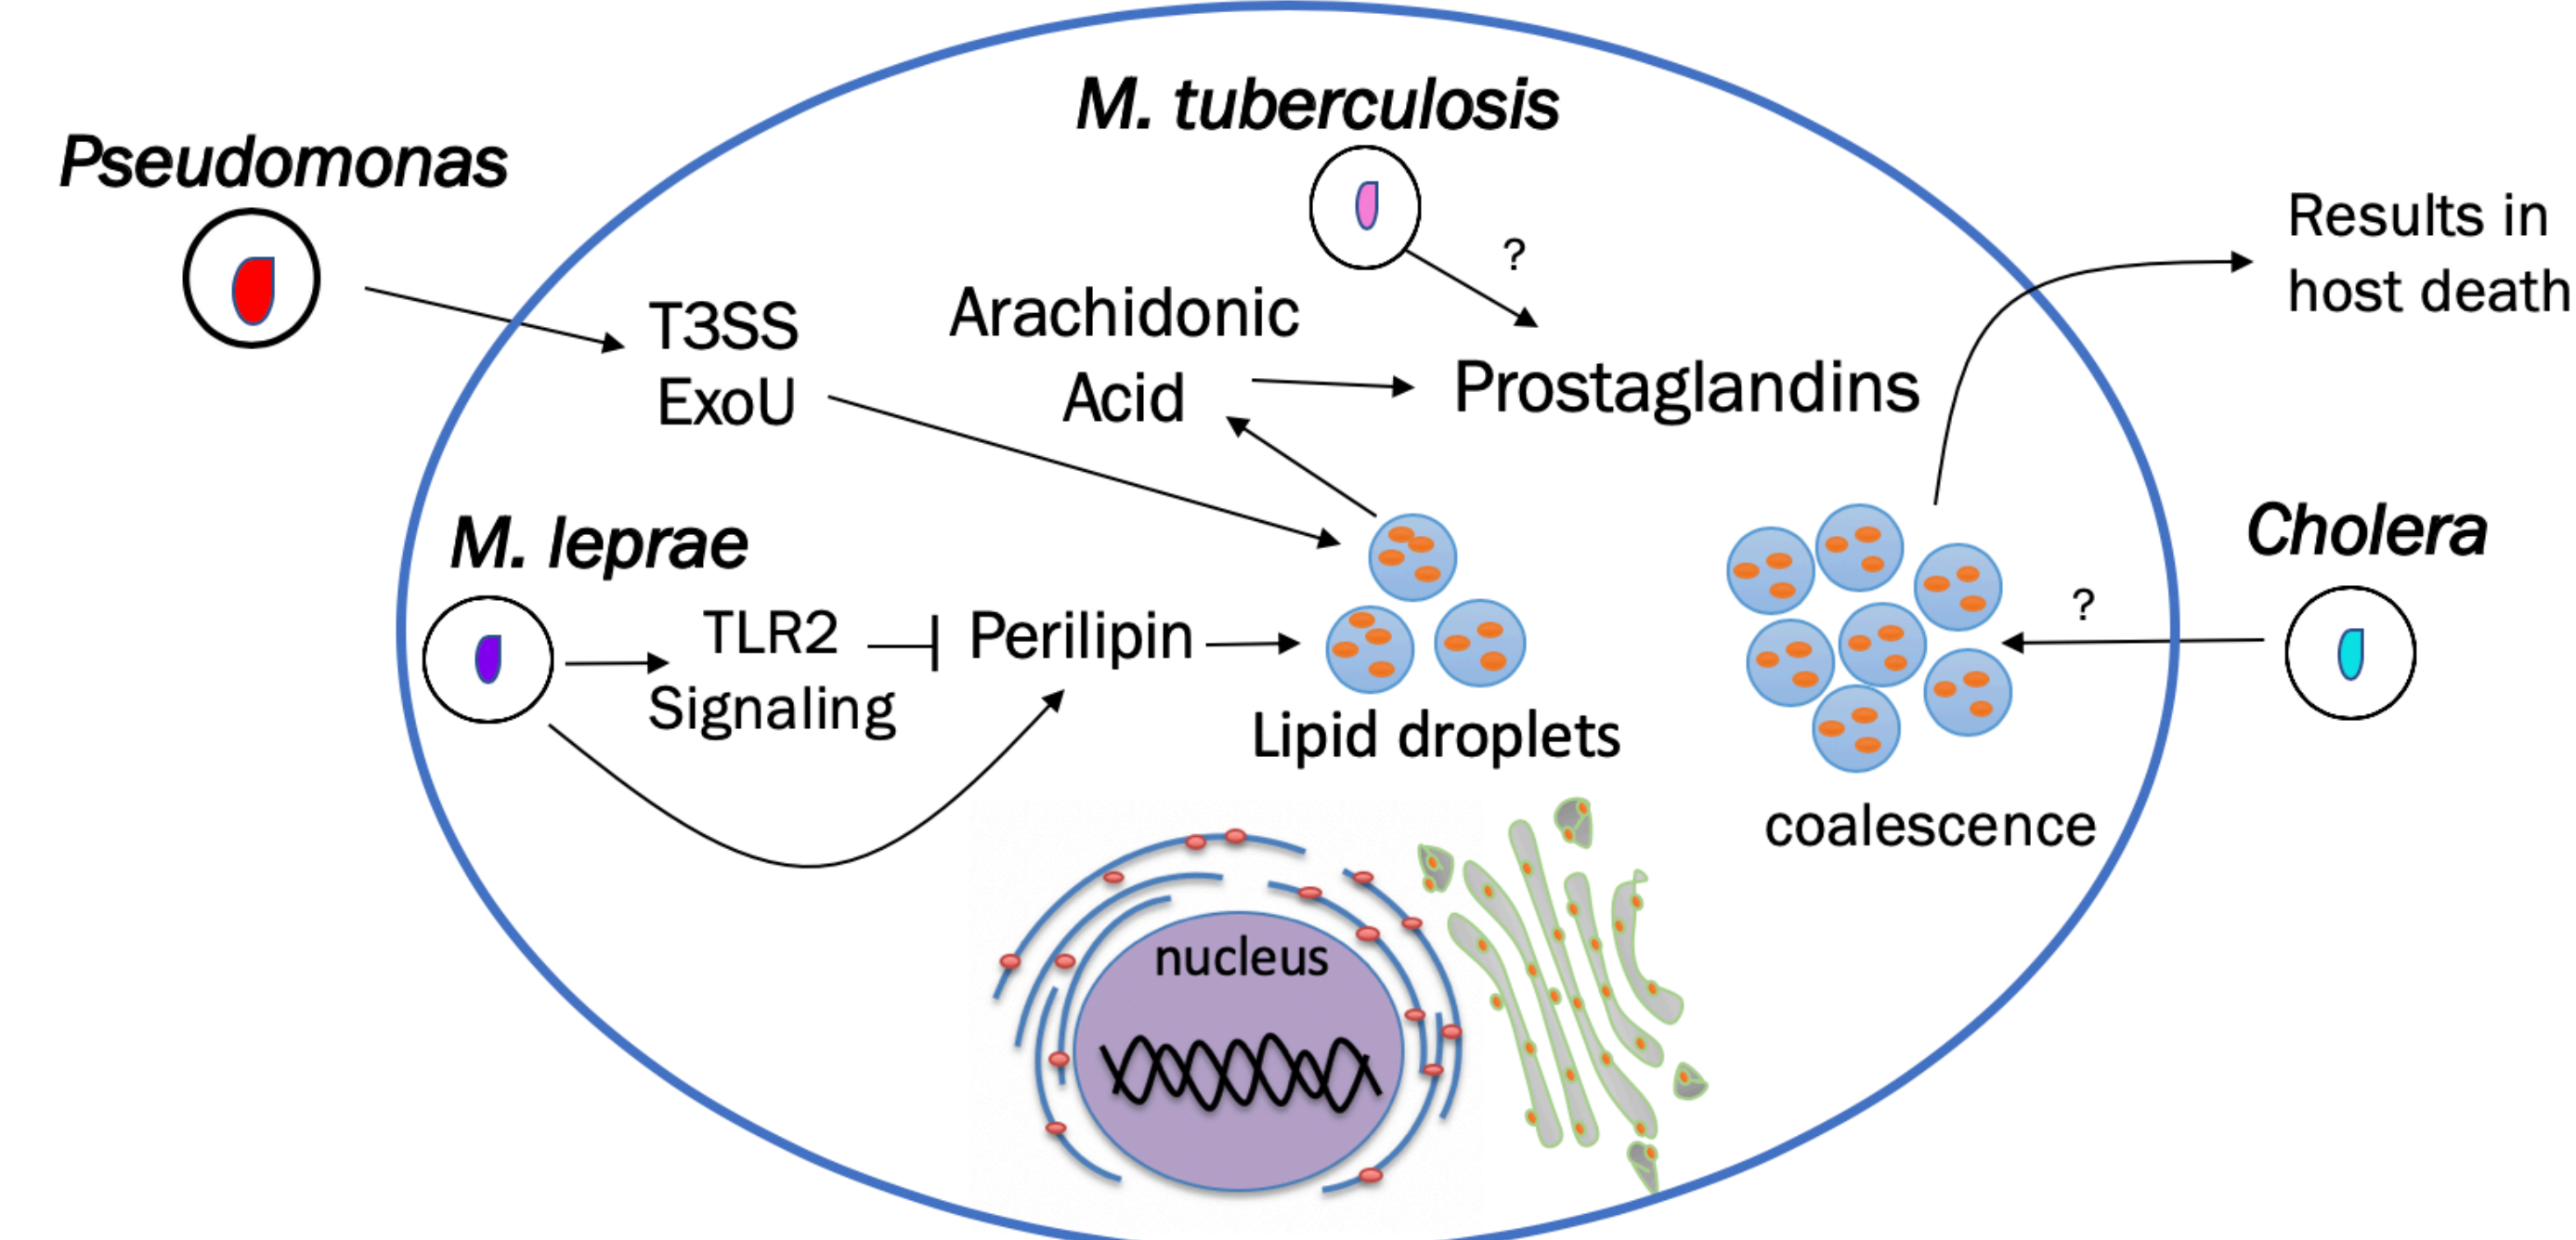 M. tuberculosis
Pseudomonas
Results in
host death
?
T3SS
ExoU
Arachidonic
Acid
Prostaglandins
M. leprae
Cholera
TLR2
Signaling
Perilipin
?
Lipid droplets
coalescence
nucleus